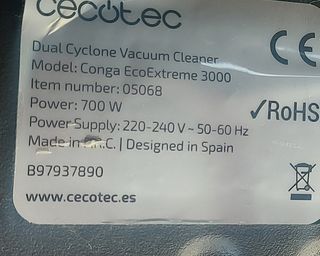 cecotec
Dual Cyclone Vacuum Cleaner
Model: Conga EcoExtreme 3000
Item number: 05068
Power: 700 W
Power Supply: 220-240 V ~ 50-60 Hz
Made in P.R.C. | Designed in Spain
B97937890
www.cecotec.es
CE
✓RoHS